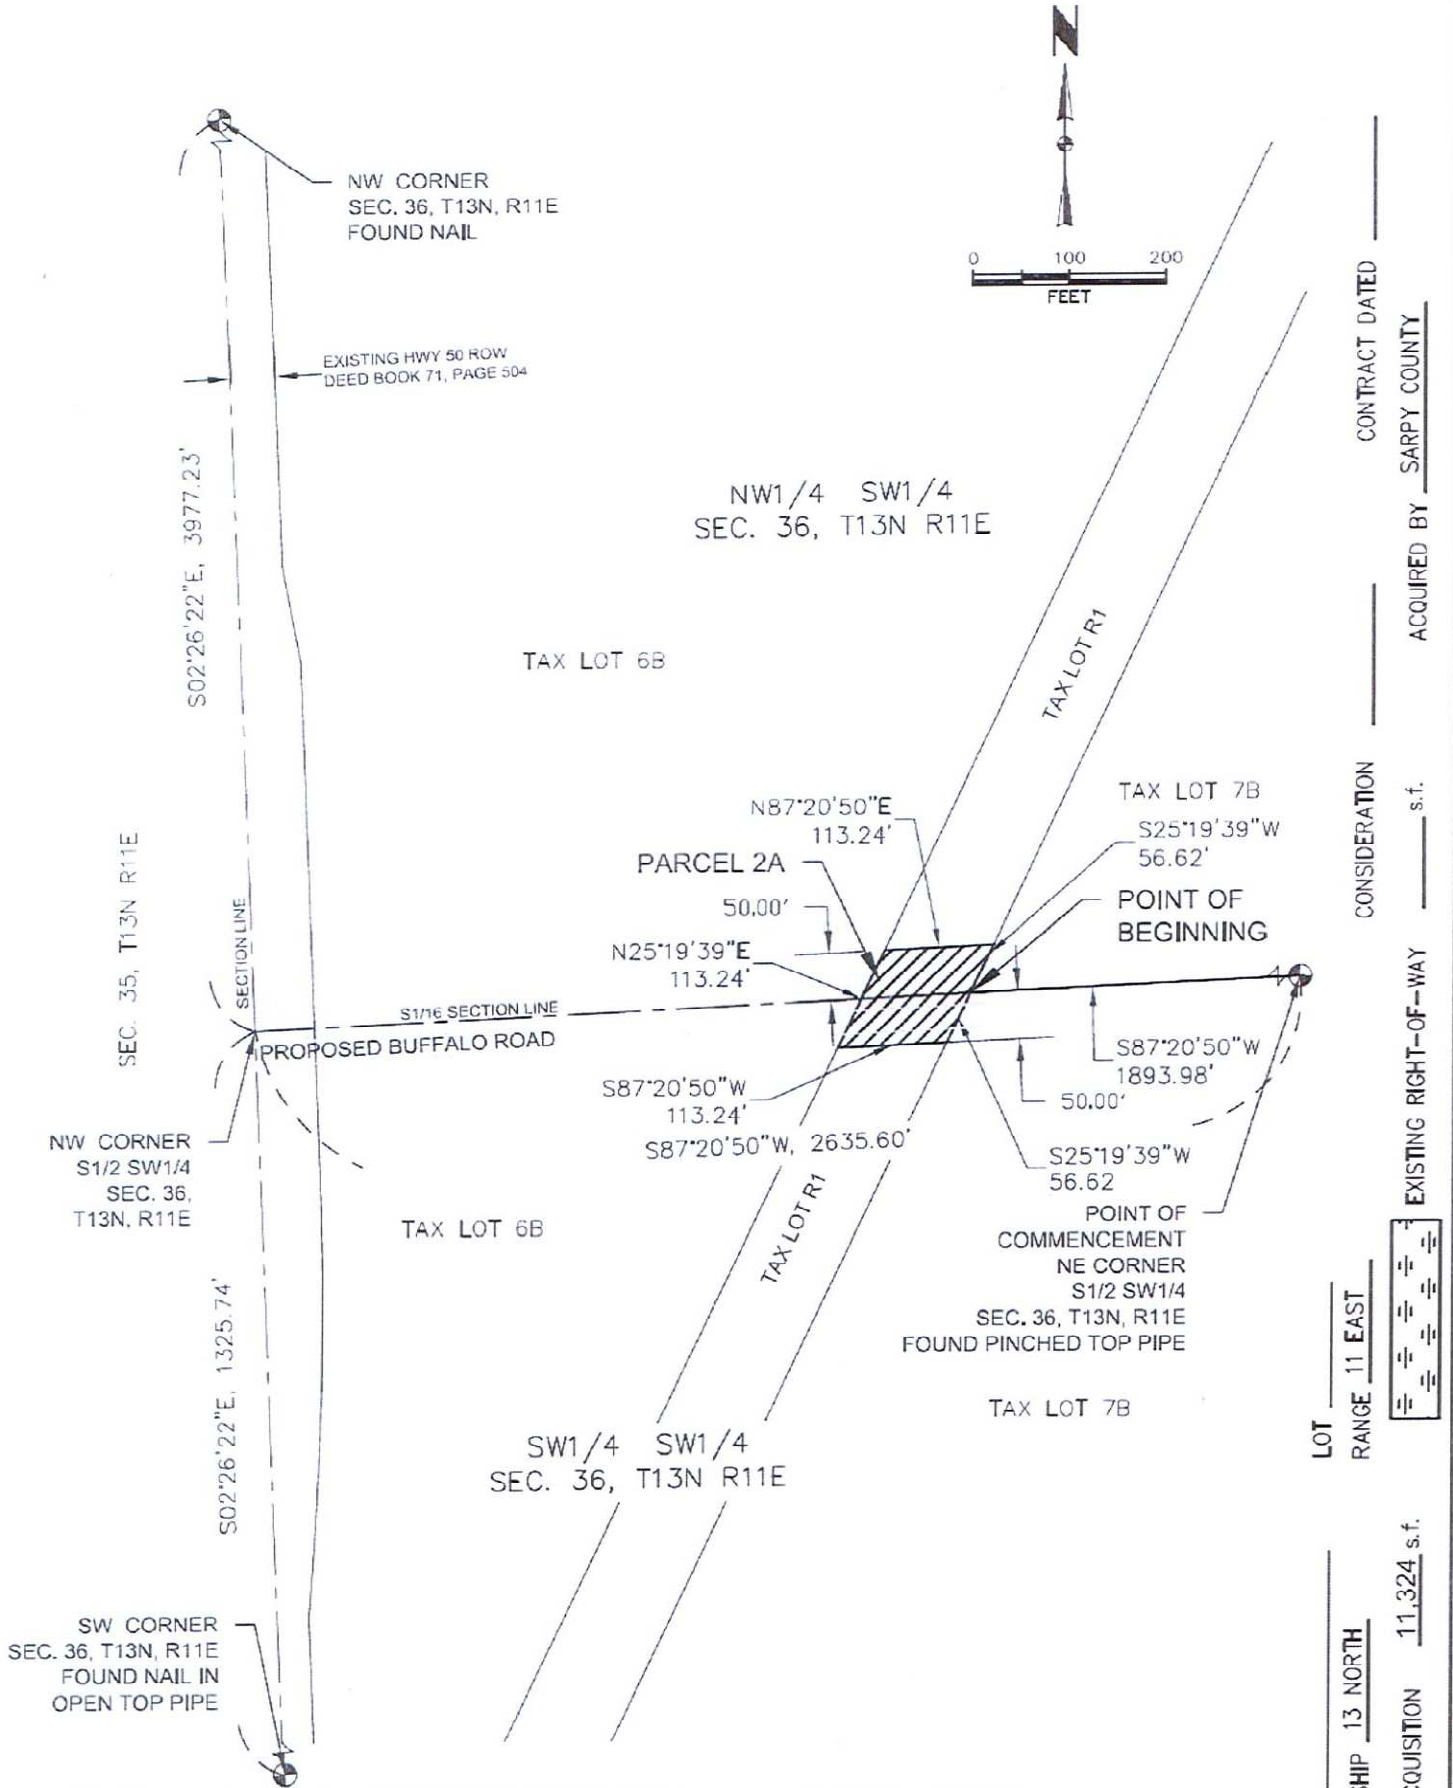 N
0 100 200
FEET
NW CORNER
SEC. 36, T13N, R11E
FOUND NAIL
EXISTING HWY 50 ROW
DEED BOOK 71, PAGE 504
S02°26'22"E, 3977.23'
NW1/4 SW1/4
SEC. 36, T13N R11E
TAX LOT 6B
TAX LOT R1
TAX LOT 7B
N87°20'50"E
113.24'
S25°19'39"W
56.62'
PARCEL 2A
50.00'
POINT OF
BEGINNING
N25°19'39"E
113.24'
SEC. 35, T13N R11E
SECTION LINE
S1/16 SECTION LINE
PROPOSED BUFFALO ROAD
S87°20'50"W
1893.98'
S87°20'50"W
113.24'
50.00'
S87°20'50"W, 2635.60'
NW CORNER
S1/2 SW1/4
SEC. 36,
T13N, R11E
S25°19'39"W
56.62
TAX LOT 6B
TAX LOT R1
POINT OF
COMMENCEMENT
NE CORNER
S1/2 SW1/4
SEC. 36, T13N, R11E
FOUND PINCHED TOP PIPE
S02°26'22"E, 1325.74'
TAX LOT 7B
SW1/4 SW1/4
SEC. 36, T13N R11E
SW CORNER
SEC. 36, T13N, R11E
FOUND NAIL IN
OPEN TOP PIPE
LOT
CONSIDERATION
CONTRACT DATED
SHIP 13 NORTH
RANGE 11 EAST
CQUISITION 11,324 s.f.
EXISTING RIGHT-OF-WAY
s.f.
ACQUIRED BY SARPY COUNTY